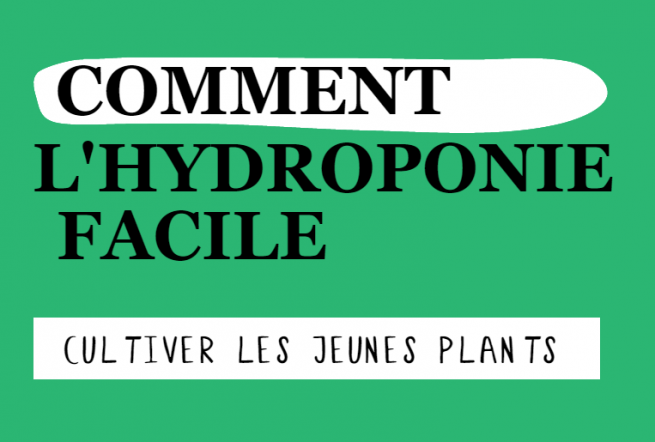 COMMENT
L'HYDROPONIE
FACILE
CULTIVER LES JEUNES PLANTS